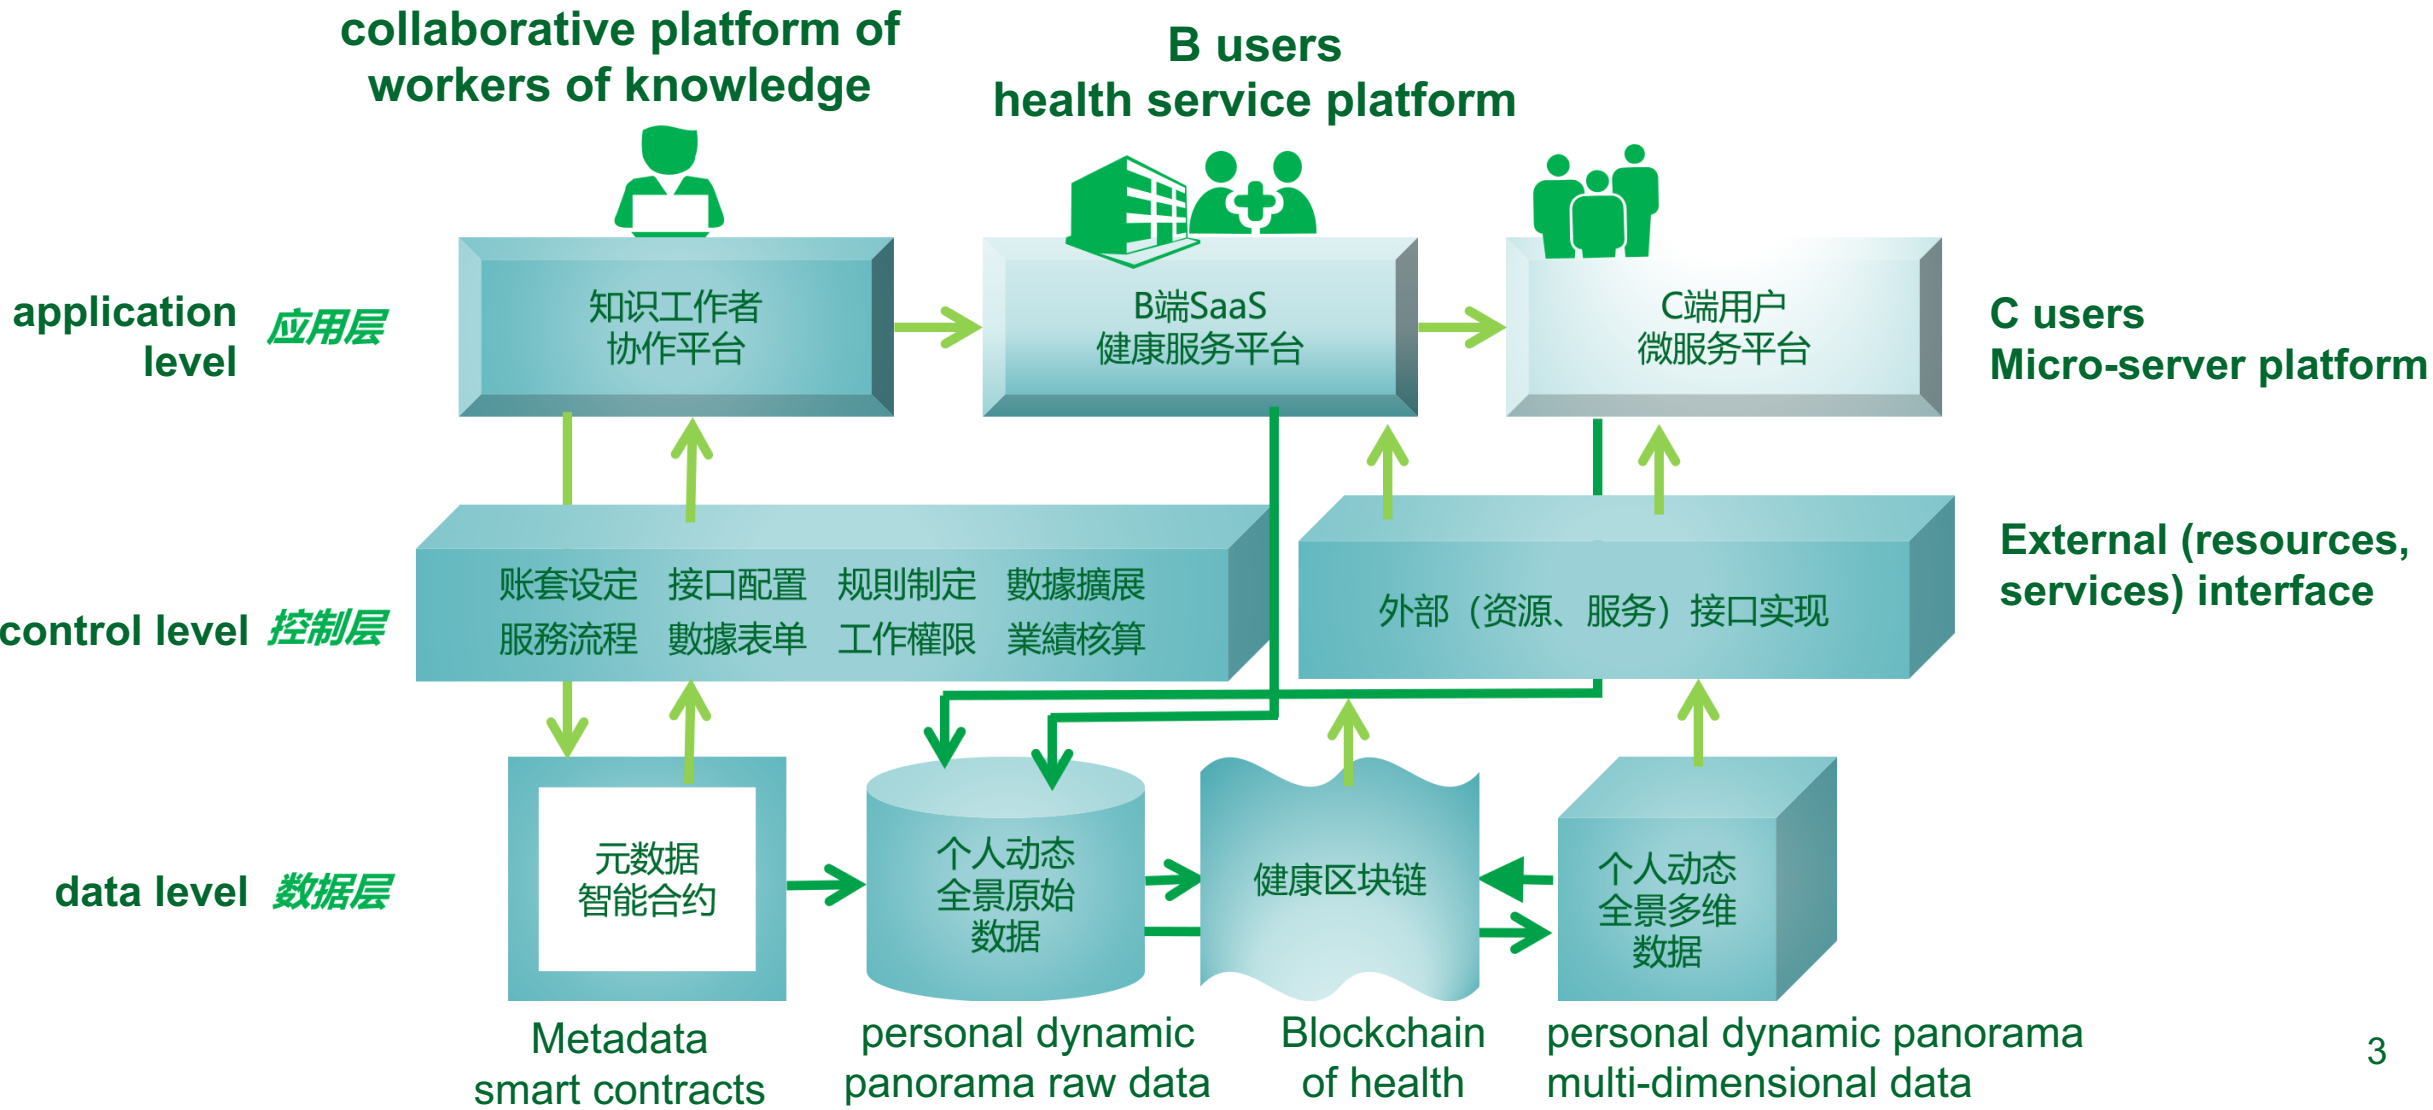 collaborative platform of
workers of knowledge
B users
health service platform
application
level
应用层
知识工作者
协作平台
B端SaaS
健康服务平台
C端用户
微服务平台
C users
Micro-server platform
control level
控制层
账套设定 接口配置 规則制定 數據擴展
服務流程 數據表单 工作權限 業績核算
外部（资源、服务）接口实现
External (resources,
services) interface
data level
数据层
元数据
智能合约
个人动态
全景原始
数据
健康区块链
个人动态
全景多维
数据
Metadata
smart contracts
personal dynamic
panorama raw data
Blockchain
of health
personal dynamic panorama
multi-dimensional data
3